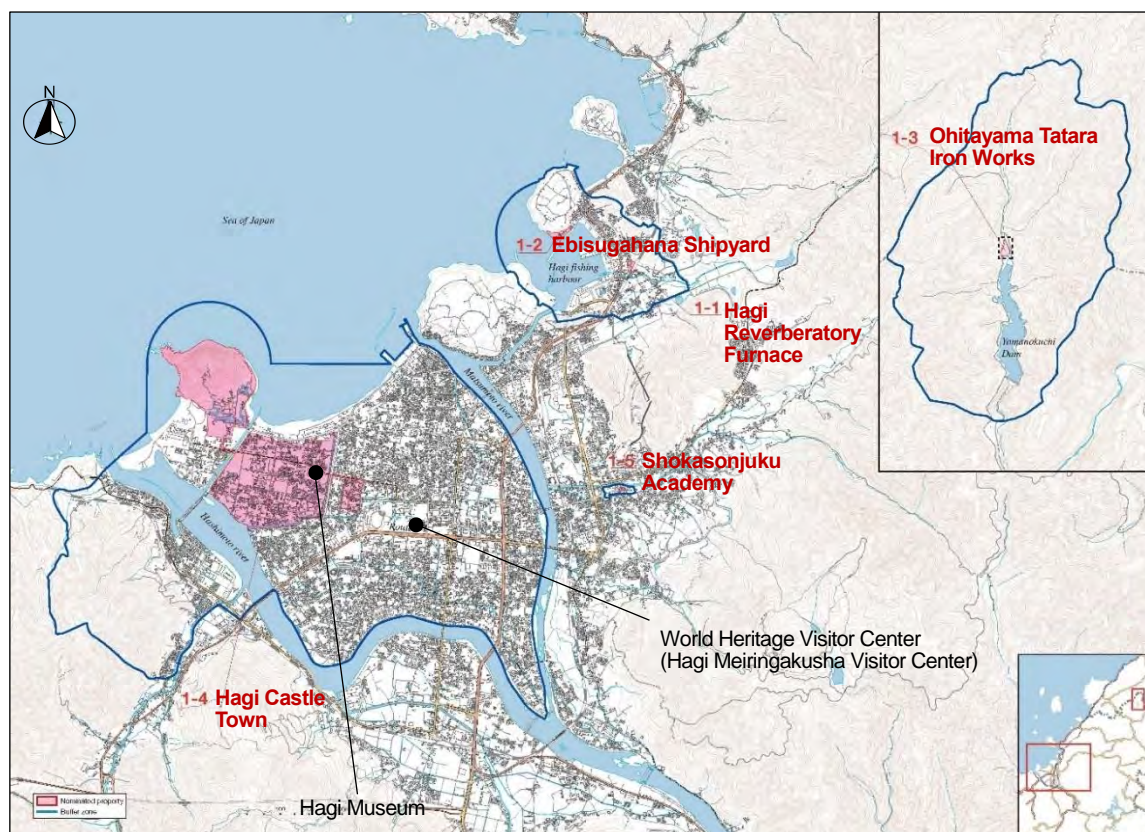 N
Sea of Japan
1-2 Ebisugahana Shipyard
Hagi fishing
harbour
1-1 Hagi
Reverberatory
Furnace
1-3 Ohitayama Tatara
Iron Works
Yamanokuchi
Dam
Matsumoto river
1-5 Shokasonjuku
Academy
Hashimoto river
World Heritage Visitor Center
(Hagi Meiringakusha Visitor Center)
1-4 Hagi Castle
Town
Hagi Museum
Nominated property
Buffer zone